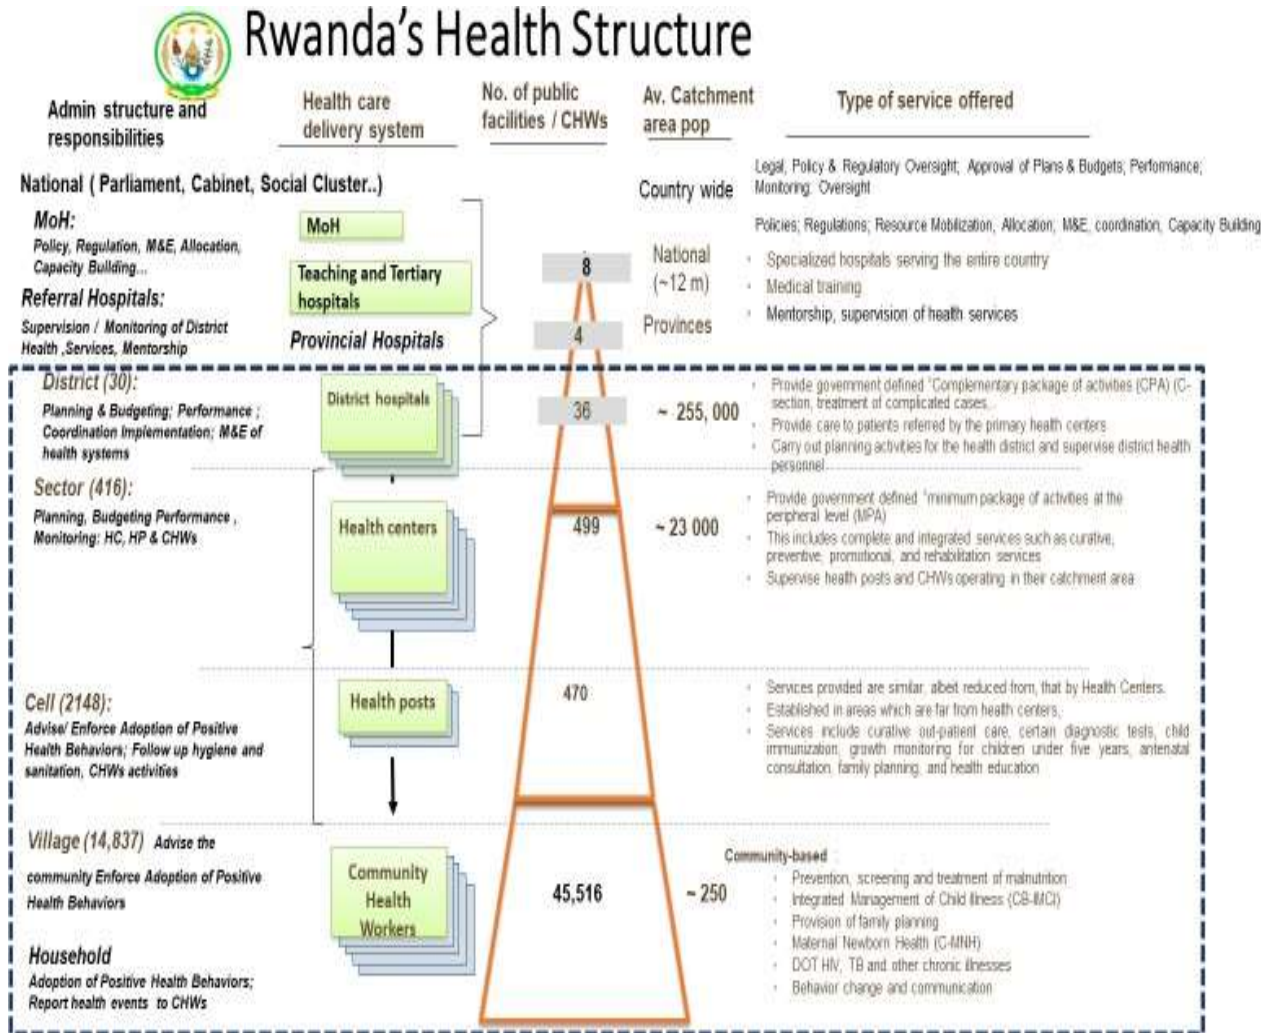 Rwanda's Health Structure
Admin structure and
responsibilities
Health care
delivery system
No. of public
facilities / CHWs
Av. Catchment
area pop
Type of service offered
National ( Parliament, Cabinet, Social Cluster..)
Country wide
Legal, Policy & Regulatory Oversight; Approval of Plans & Budgets; Performance;
Monitoring: Oversight
MoH:
Policy, Regulation, M&E, Allocation,
Capacity Building...
MoH
Policies; Regulations; Resource Mobilization, Allocation; M&E, coordination, Capacity Building
Teaching and Tertiary
hospitals
8
National
(~12 m)
• Specialized hospitals serving the entire country
• Medical training
• Mentorship, supervision of health services
Referral Hospitals:
Supervision / Monitoring of District
Health ,Services, Mentorship
Provincial Hospitals
4
Provinces
District (30):
Planning & Budgeting; Performance ;
Coordination Implementation; M&E of
health systems
District hospitals
36
~ 255, 000
• Provide government defined "Complementary package of activities (CPA) (C-
section, treatment of complicated cases,
• Provide care to patients referred by the primary health centers
• Carry out planning activities for the health district and supervise district health
personnel
Sector (416):
Planning, Budgeting Performance ,
Monitoring: HC, HP & CHWs
Health centers
499
~ 23 000
• Provide government defined "minimum package of activities at the
peripheral level (MPA)
• This includes complete and integrated services such as curative,
preventive, promotional, and rehabilitation services
• Supervise health posts and CHWs operating in their catchment area
Cell (2148):
Advise/ Enforce Adoption of Positive
Health Behaviors; Follow up hygiene and
sanitation, CHWs activities
Health posts
470
• Services provided are similar, albeit reduced from, that by Health Centers.
• Established in areas which are far from health centers,
• Services include curative out-patient care, certain diagnostic tests, child
immunization, growth monitoring for children under five years, antenatal
consultation, family planning, and health education
Village (14,837) Advise the
community Enforce Adoption of Positive
Health Behaviors
Household
Adoption of Positive Health Behaviors;
Report health events to CHWs
Community
Health
Workers
45,516
~ 250
Community-based :
• Prevention, screening and treatment of malnutrition
• Integrated Management of Child Illness (CB-IMCI)
• Provision of family planning
• Maternal Newborn Health (C-MNH)
• DOT HIV, TB and other chronic illnesses
• Behavior change and communication